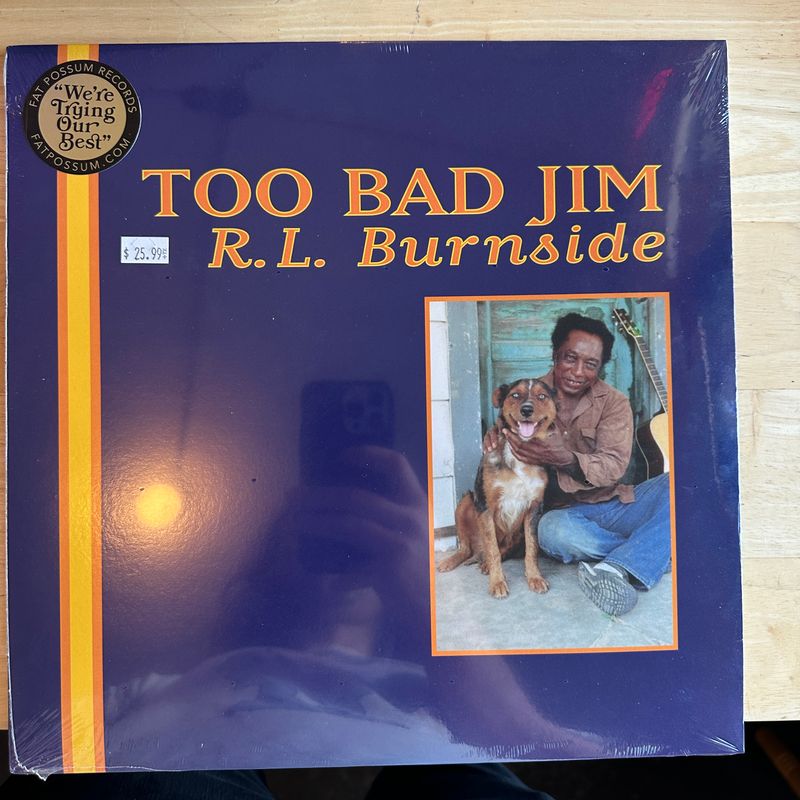 FAT POSSUM RECORDS
"We're
Trying
Our
Best"
FATPOSSUM.COM
TOO BAD JIM
R.L. Burnside
$ 25.99